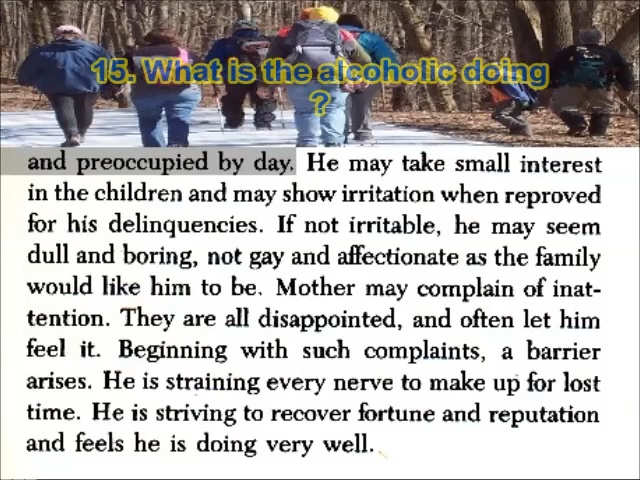 15. What is the alcoholic doing
?
and preoccupied by day. He may take small interest
in the children and may show irritation when reproved
for his delinquencies. If not irritable, he may seem
dull and boring, not gay and affectionate as the family
would like him to be. Mother may complain of inat-
tention. They are all disappointed, and often let him
feel it. Beginning with such complaints, a barrier
arises. He is straining every nerve to make up for lost
time. He is striving to recover fortune and reputation
and feels he is doing very well.